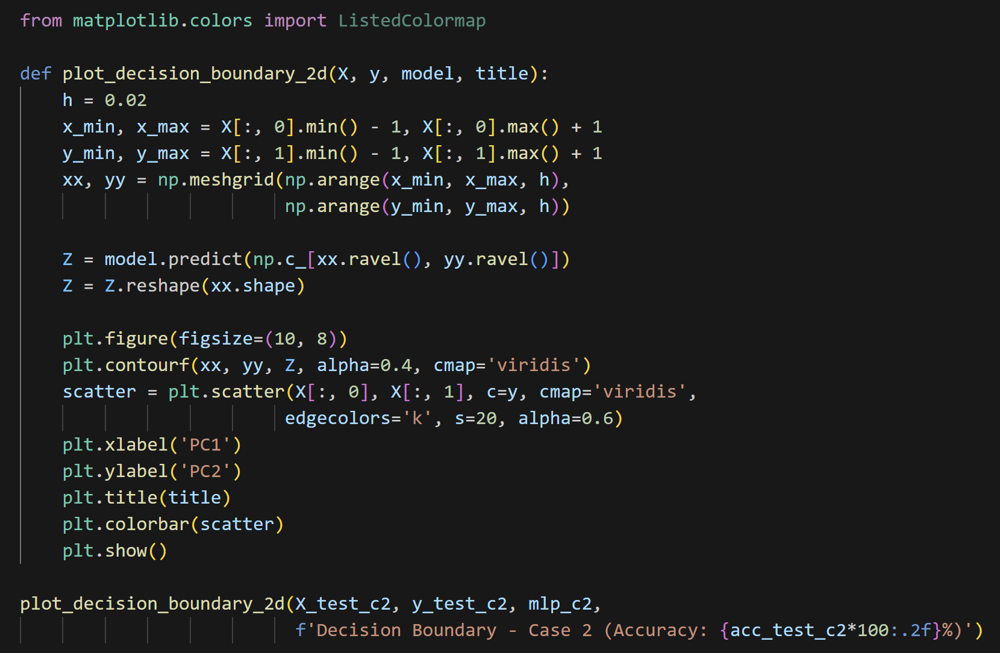 from matplotlib.colors import ListedColormap

def plot_decision_boundary_2d(X, y, model, title):
    h = 0.02
    x_min, x_max = X[:, 0].min() - 1, X[:, 0].max() + 1
    y_min, y_max = X[:, 1].min() - 1, X[:, 1].max() + 1
    xx, yy = np.meshgrid(np.arange(x_min, x_max, h),
                         np.arange(y_min, y_max, h))

    Z = model.predict(np.c_[xx.ravel(), yy.ravel()])
    Z = Z.reshape(xx.shape)

    plt.figure(figsize=(10, 8))
    plt.contourf(xx, yy, Z, alpha=0.4, cmap='viridis')
    scatter = plt.scatter(X[:, 0], X[:, 1], c=y, cmap='viridis',
                         edgecolors='k', s=20, alpha=0.6)
    plt.xlabel('PC1')
    plt.ylabel('PC2')
    plt.title(title)
    plt.colorbar(scatter)
    plt.show()

plot_decision_boundary_2d(X_test_c2, y_test_c2, mlp_c2,
                          f'Decision Boundary - Case 2 (Accuracy: {acc_test_c2*100:.2f}%)')